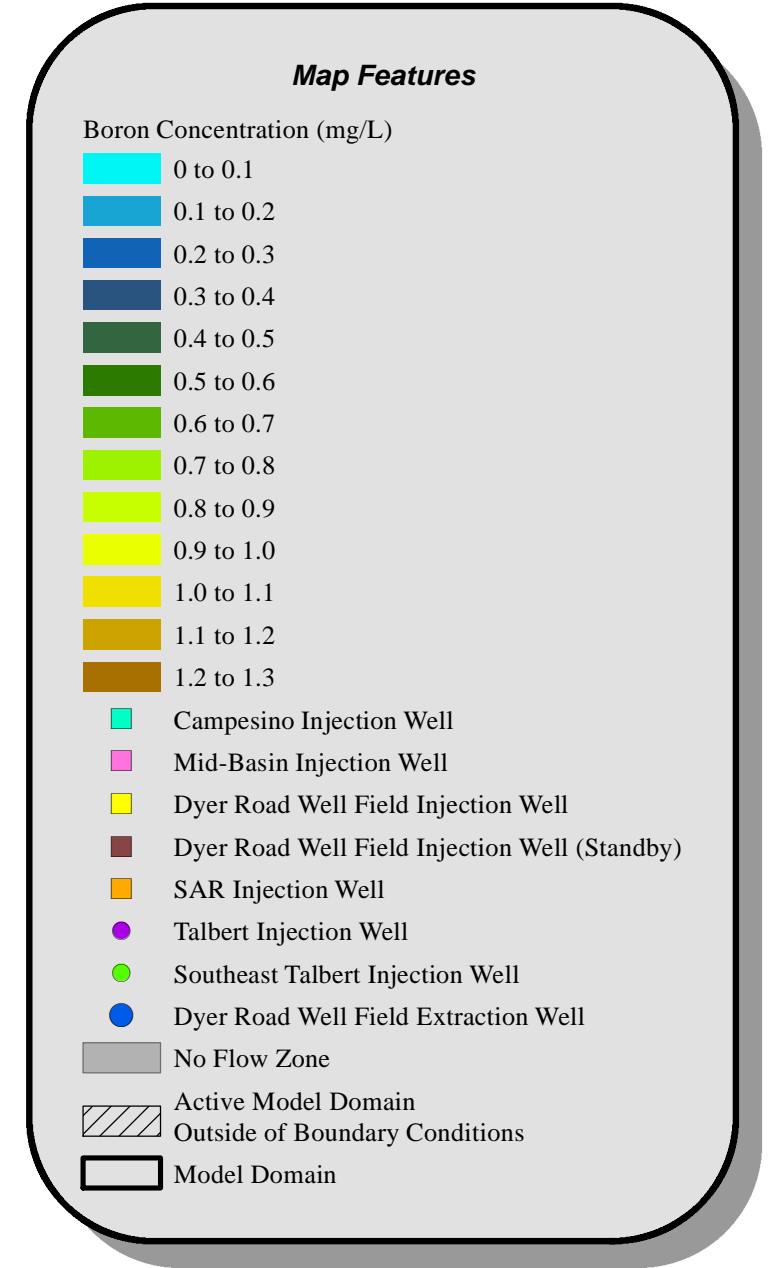 Map Features
Boron Concentration (mg/L)
0 to 0.1
0.1 to 0.2
0.2 to 0.3
0.3 to 0.4
0.4 to 0.5
0.5 to 0.6
0.6 to 0.7
0.7 to 0.8
0.8 to 0.9
0.9 to 1.0
1.0 to 1.1
1.1 to 1.2
1.2 to 1.3
Campesino Injection Well
Mid-Basin Injection Well
Dyer Road Well Field Injection Well
Dyer Road Well Field Injection Well (Standby)
SAR Injection Well
Talbert Injection Well
Southeast Talbert Injection Well
Dyer Road Well Field Extraction Well
No Flow Zone
Active Model Domain
Outside of Boundary Conditions
Model Domain